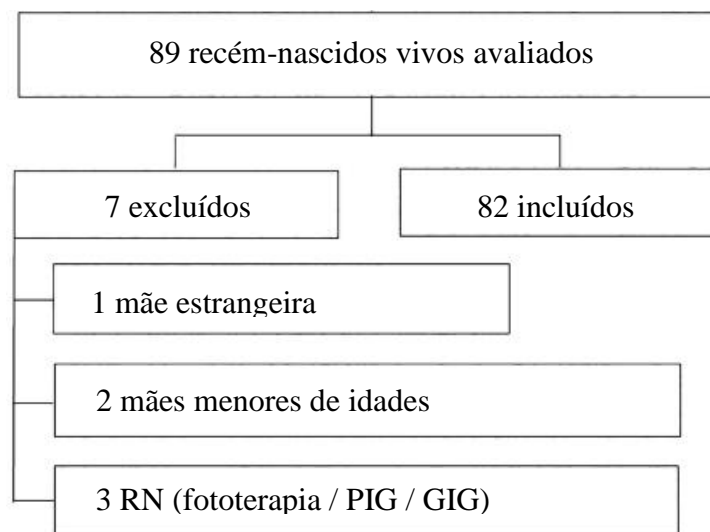 89 recém-nascidos vivos avaliados
7 excluídos
82 incluídos
1 mãe estrangeira
2 mães menores de idades
3 RN (fototerapia / PIG / GIG)